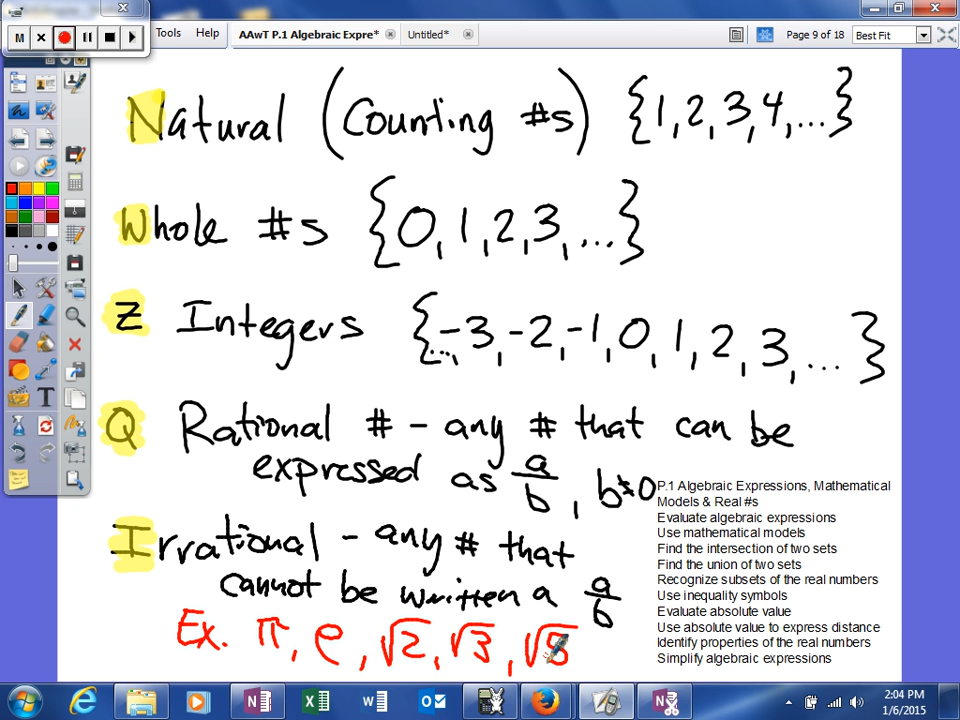 M
Tools Help
AAwT P.1 Algebraic Expre* Untitled* Page 9 of 18 Best Fit
Natural (Counting #s) {1, 2, 3, 4, ...}
Whole #s {0, 1, 2, 3, ...}
Z Integers {..., -3, -2, -1, 0, 1, 2, 3, ...}
Q Rational # - any # that can be
expressed as a/b, b≠0
Irrational - any # that
cannot be written a a/b
Ex. π, e, √2, √3, √5
P.1 Algebraic Expressions, Mathematical
Models & Real #s
Evaluate algebraic expressions
Use mathematical models
Find the intersection of two sets
Find the union of two sets
Recognize subsets of the real numbers
Use inequality symbols
Evaluate absolute value
Use absolute value to express distance
Identify properties of the real numbers
Simplify algebraic expressions
2:04 PM
1/6/2015